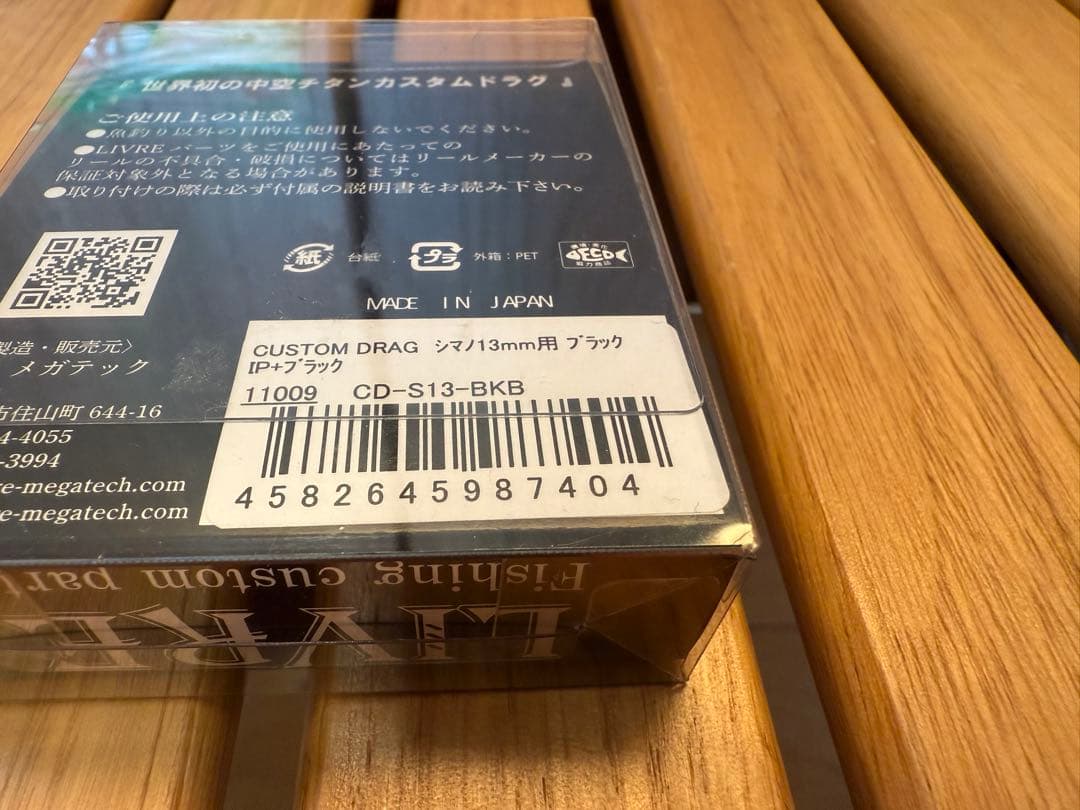 『世界初の中空チタンカスタムドラグ』
ご使用上の注意
●魚釣り以外の目的に使用しないでください。
●LIVRE パーツをご使用にあたっての
リールの不具合・破損についてはリールメーカーの
保証対象外となる場合があります。
●取り付けの際は必ず付属の説明書をお読み下さい。
紙 台紙 プラ 外箱：PET ECO
MADE IN JAPAN
製造・販売元〉
メガテック
市住山町 644-16
4-4055
-3994
re-megatech.com
re-megatech.com
CUSTOM DRAG シマノ13mm用 ブラック
IP+ブラック
11009 CD-S13-BKB
4582645987404
Fishing custom part
LIVRE